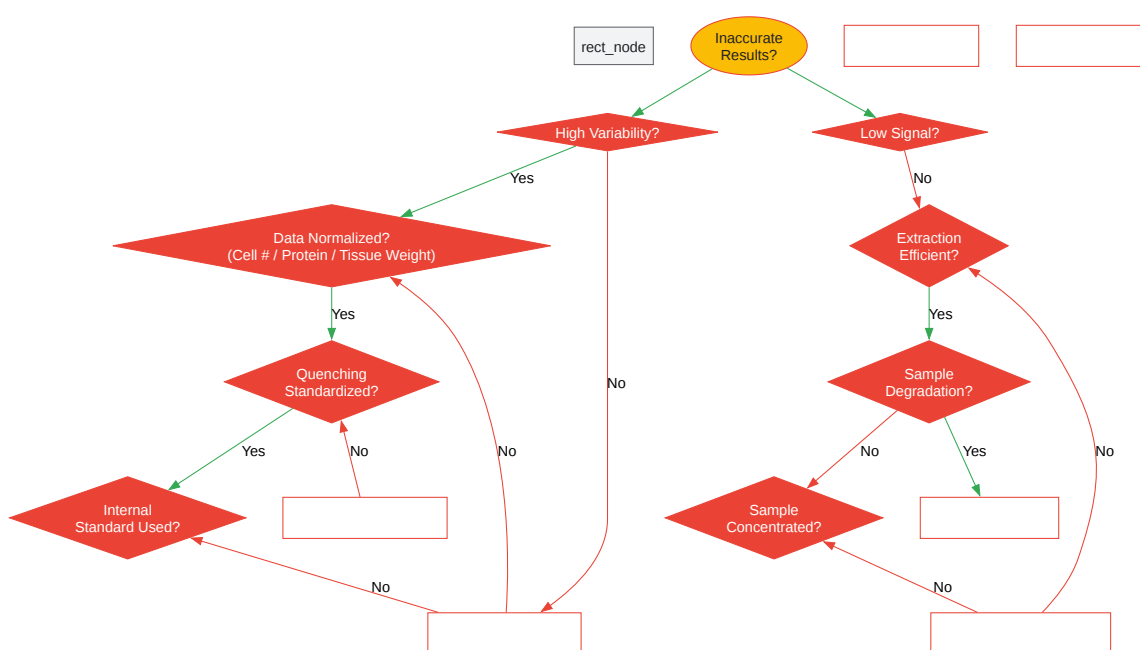 Inaccurate
Results?
rect_node
High Variability?
Low Signal?
Yes
No
Data Normalized?
(Cell # / Protein / Tissue Weight)
Extraction
Efficient?
Yes
Yes
Quenching
Standardized?
No
Sample
Degradation?
Yes
No
No
No
Yes
No
Internal
Standard Used?
Sample
Concentrated?
No
No